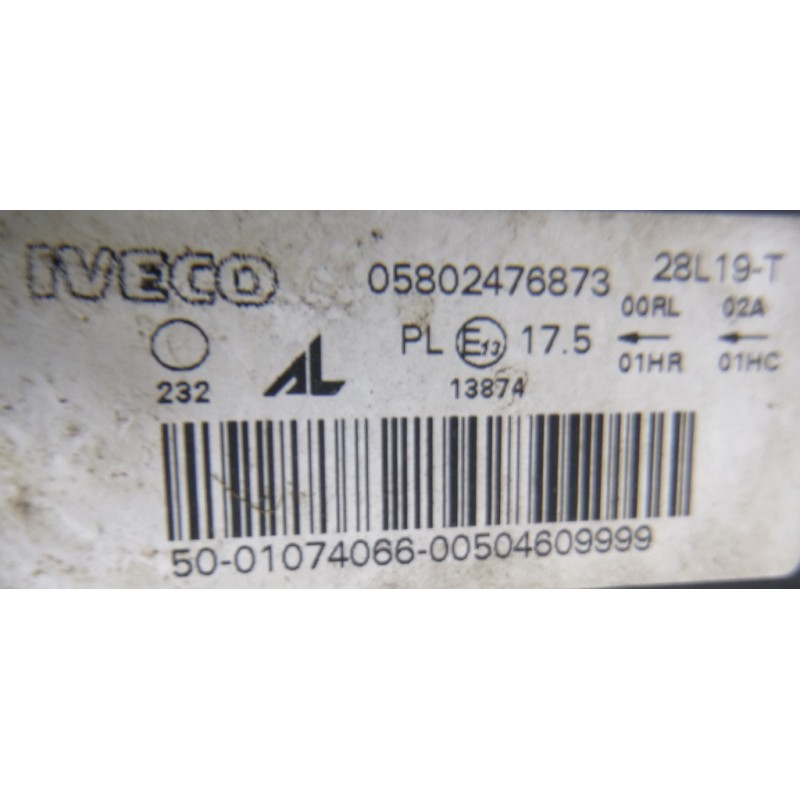 IVECO 05802476873 28L19-T
00RL 02A
AL PL E13 17.5
01HR 01HC
232 13874
50-01074066-00504609999